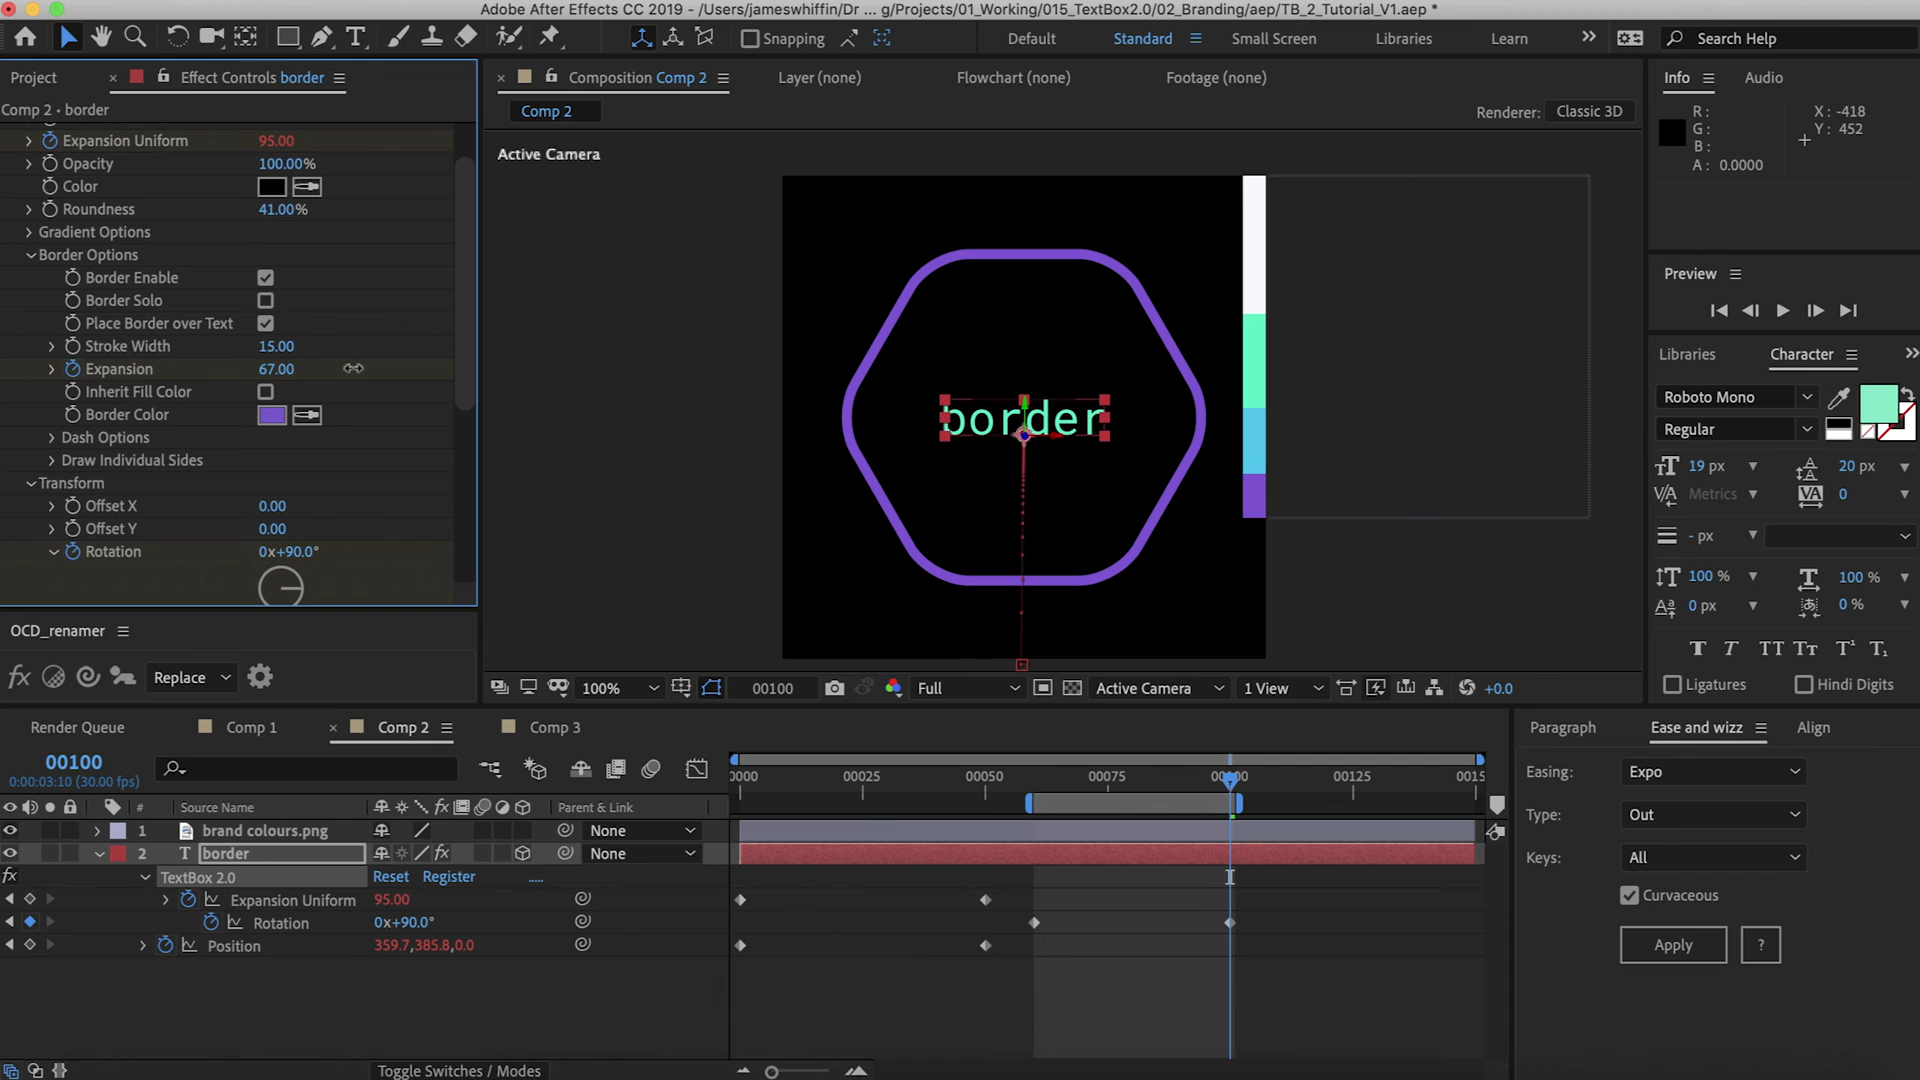 Adobe After Effects CC 2019 - /Users/jameswhiffin/Dr ... g/Projects/01_Working/015_TextBox2.0/02_Branding/aep/TB_2_Tutorial_V1.aep *
Snapping
Default
Standard
Small Screen
Libraries
Learn
Search Help
Project
Effect Controls border
Composition Comp 2
Layer (none)
Flowchart (none)
Footage (none)
Info
Audio
Comp 2 • border
Comp 2
Renderer:
Classic 3D
R :
G :
B :
A : 0.0000
X : -418
Y : 452
Expansion Uniform 95.00
Opacity 100.00%
Color
Roundness 41.00%
Gradient Options
Border Options
Border Enable
Border Solo
Place Border over Text
Stroke Width 15.00
Expansion 67.00
Inherit Fill Color
Border Color
Dash Options
Draw Individual Sides
Transform
Offset X 0.00
Offset Y 0.00
Rotation 0x+90.0°
Active Camera
border
Preview
Libraries
Character
Roboto Mono
Regular
19 px
20 px
Metrics
0
- px
100 %
100 %
0 px
0 %
T T TT Tt T¹ T₁
Ligatures
Hindi Digits
OCD_renamer
fx
Replace
100%
00100
Full
Active Camera
1 View
+0.0
Render Queue
Comp 1
Comp 2
Comp 3
00100
0:00:03:10 (30.00 fps)
0000 00025 00050 00075 00100 00125 0015
# Source Name
Parent & Link
1 brand colours.png None
2 T border fx None
fx TextBox 2.0 Reset Register .....
Expansion Uniform 95.00
Rotation 0x+90.0°
Position 359.7,385.8,0.0
Toggle Switches / Modes
Paragraph
Ease and wizz
Align
Easing: Expo
Type: Out
Keys: All
Curvaceous
Apply
?